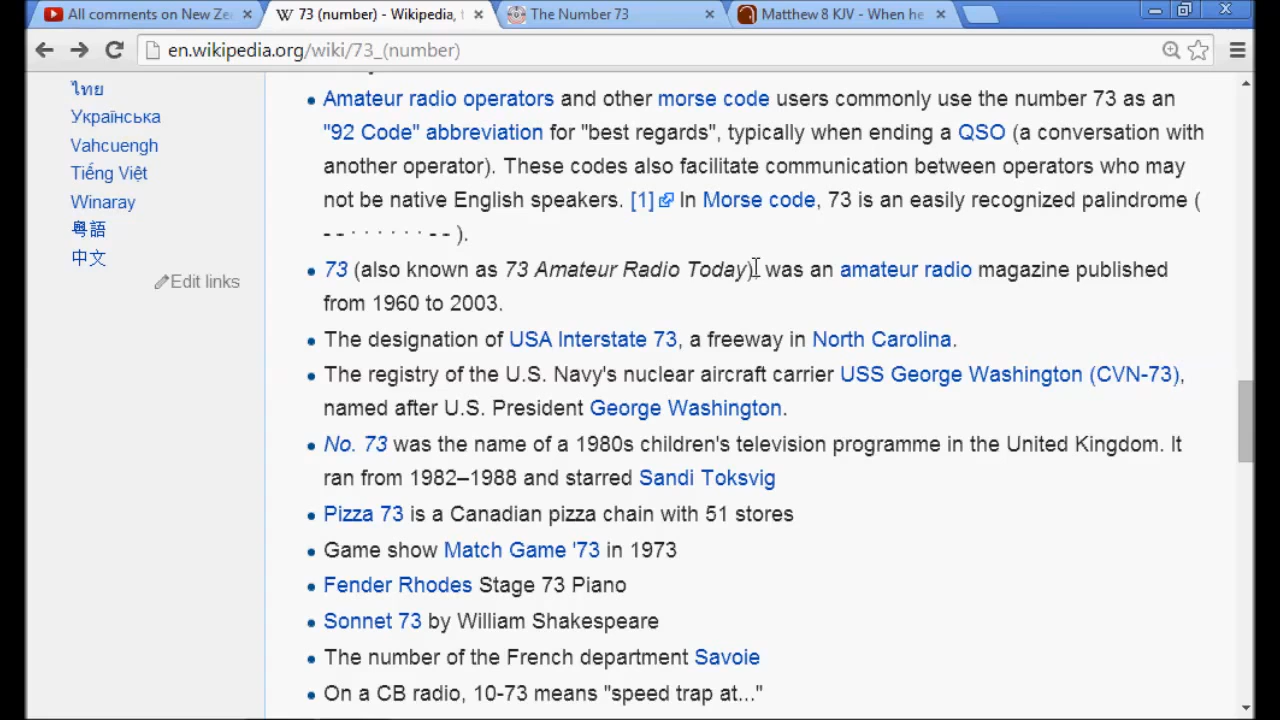 All comments on New Ze
73 (number) - Wikipedia, t
The Number 73
Matthew 8 KJV - When he
en.wikipedia.org/wiki/73_(number)
ไทย
Українська
Vahcuengh
Tiếng Việt
Winaray
粵語
中文
Edit links
Amateur radio operators and other morse code users commonly use the number 73 as an
"92 Code" abbreviation for "best regards", typically when ending a QSO (a conversation with
another operator). These codes also facilitate communication between operators who may
not be native English speakers. [1] In Morse code, 73 is an easily recognized palindrome (
- - · · · · · · - - ).
73 (also known as 73 Amateur Radio Today) was an amateur radio magazine published
from 1960 to 2003.
The designation of USA Interstate 73, a freeway in North Carolina.
The registry of the U.S. Navy's nuclear aircraft carrier USS George Washington (CVN-73),
named after U.S. President George Washington.
No. 73 was the name of a 1980s children's television programme in the United Kingdom. It
ran from 1982–1988 and starred Sandi Toksvig
Pizza 73 is a Canadian pizza chain with 51 stores
Game show Match Game '73 in 1973
Fender Rhodes Stage 73 Piano
Sonnet 73 by William Shakespeare
The number of the French department Savoie
On a CB radio, 10-73 means "speed trap at..."